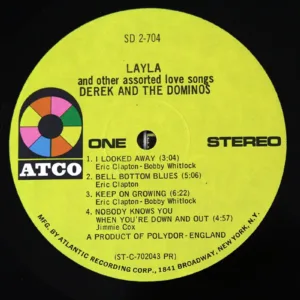 SD 2-704
LAYLA
and other assorted love songs
DEREK AND THE DOMINOS
ATCO
ONE
STEREO
1. I LOOKED AWAY (3:04)
Eric Clapton-Bobby Whitlock
2. BELL BOTTOM BLUES (5:06)
Eric Clapton
3. KEEP ON GROWING (6:22)
Eric Clapton-Bobby Whitlock
4. NOBODY KNOWS YOU
WHEN YOU'RE DOWN AND OUT (4:57)
Jimmie Cox
A PRODUCT OF POLYDOR - ENGLAND
(ST-C-702043 PR)
MFG. BY ATLANTIC RECORDING CORP., 1841 BROADWAY, NEW YORK, N.Y.